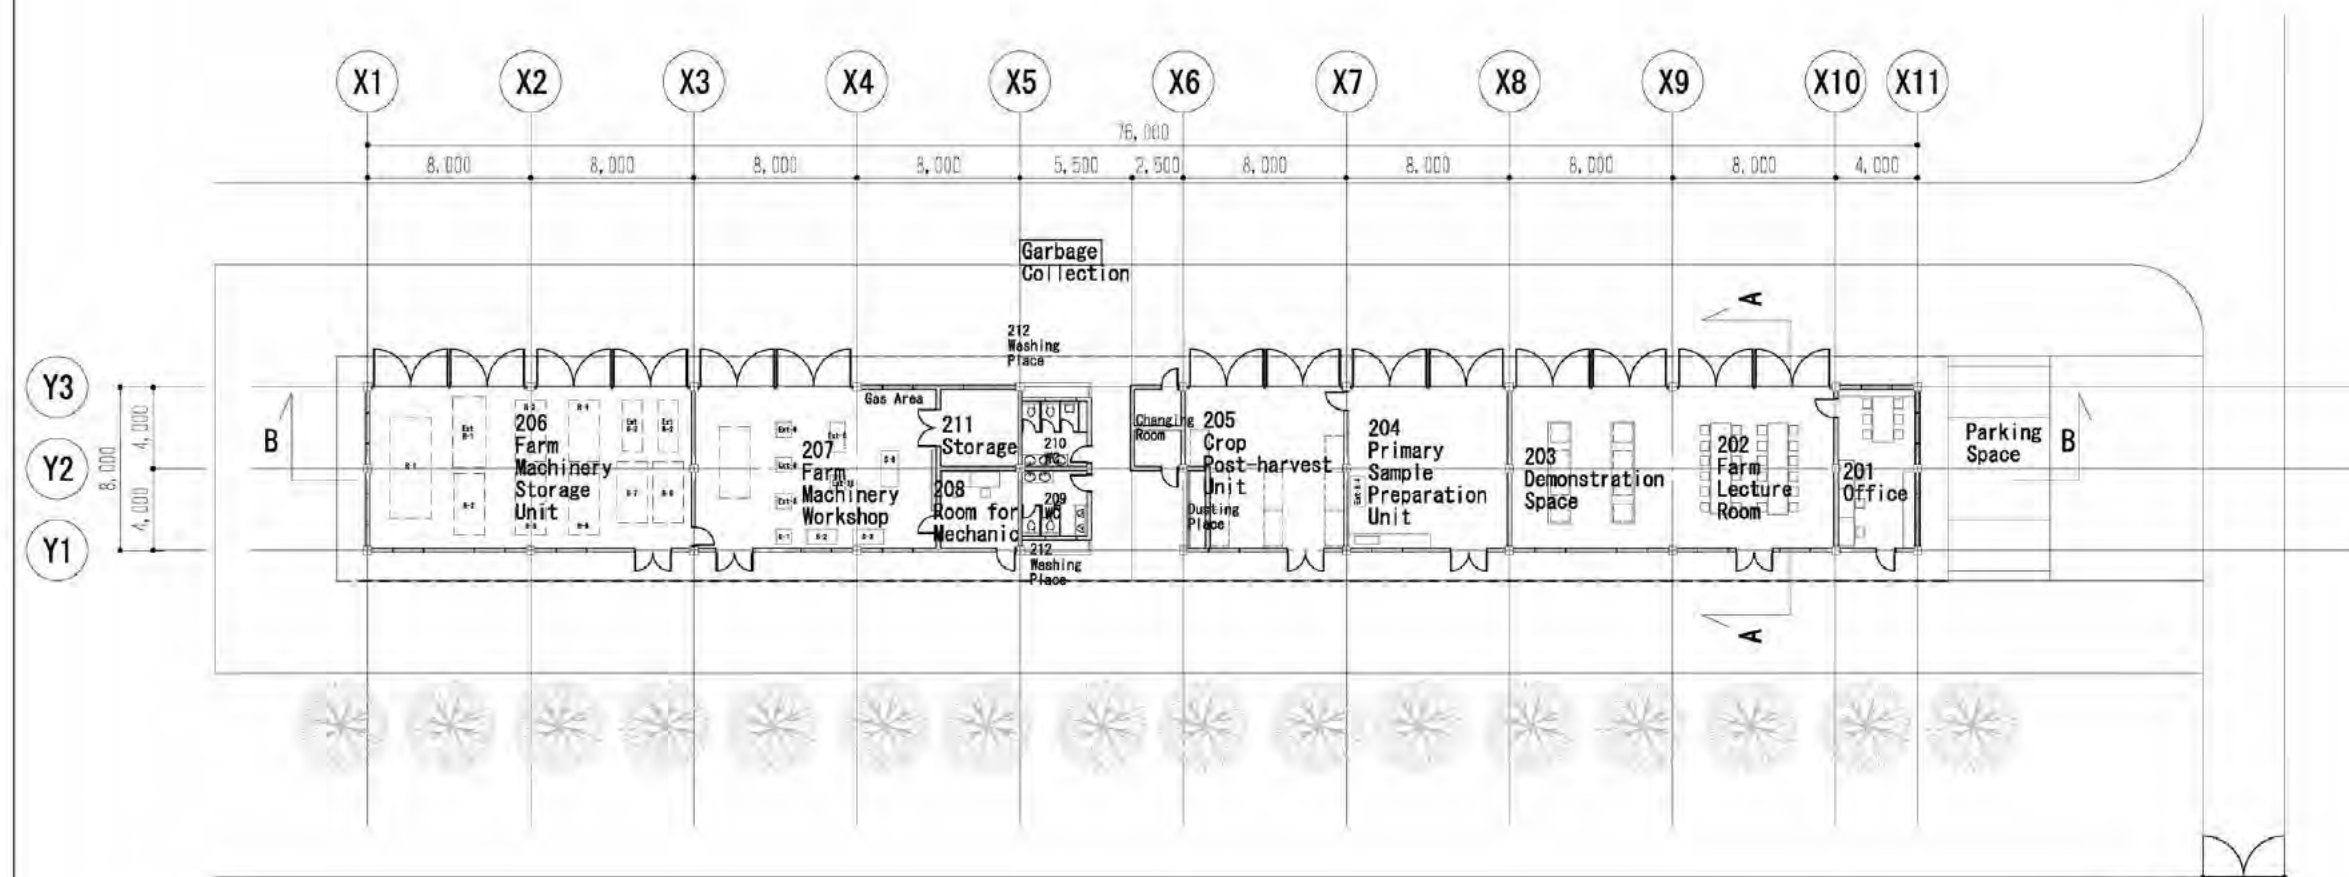 X1 X2 X3 X4 X5 X6 X7 X8 X9 X10 X11
76,000
8,000 8,000 8,000 8,000 5,500 2,500 8,000 8,000 8,000 8,000 4,000
Garbage
Collection
A
212
Washing
Place
Y3
Y2
Y1
8,000
4,000
4,000
B
206
Farm
Machinery
Storage
Unit
Ext
207
Farm
Machinery
Workshop
Gas Area
211
Storage
208
Room for
Mechanic
210
WC
209
WC
212
Washing
Place
Changing
Room
205
Crop
Post-harvest
Unit
Dusting
Place
204
Primary
Sample
Preparation
Unit
203
Demonstration
Space
202
Farm
Lecture
Room
201
Office
Parking
Space
B
A